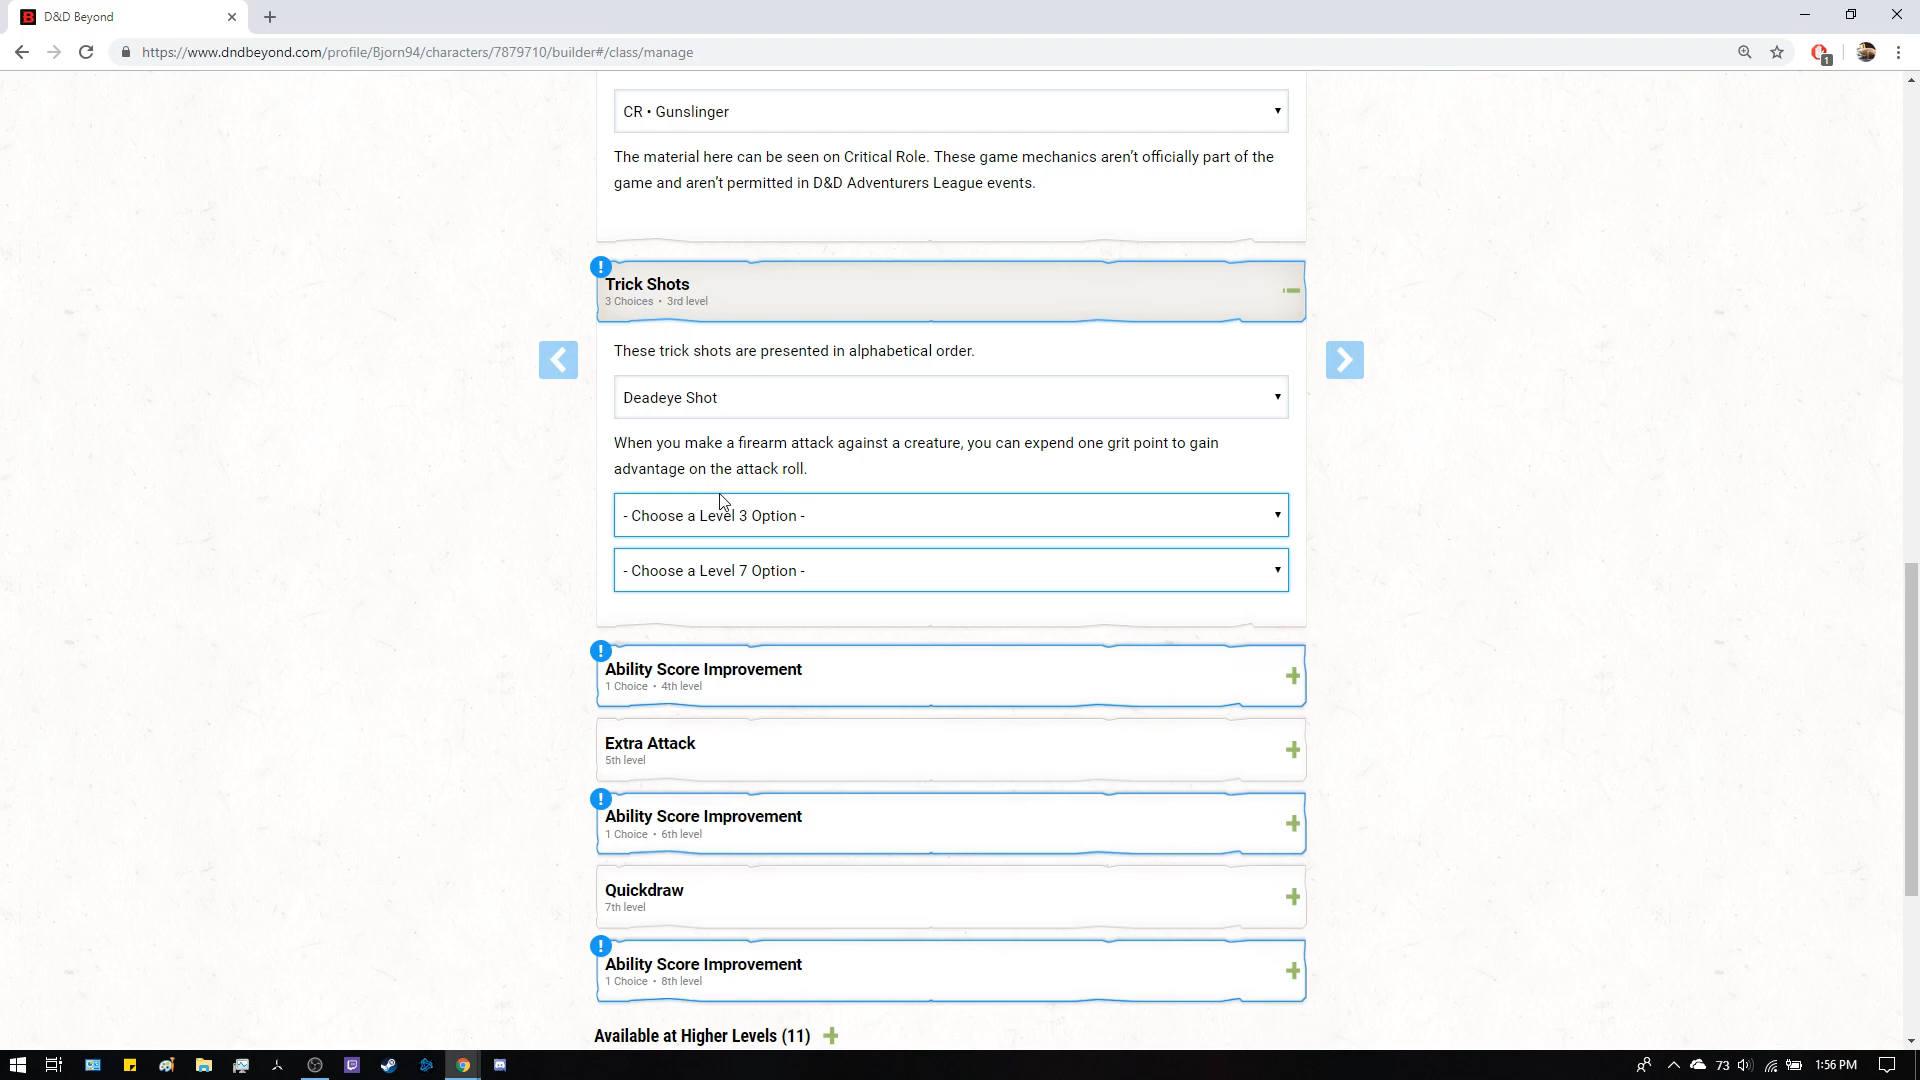 D&D Beyond
https://www.dndbeyond.com/profile/Bjorn94/characters/7879710/builder#/class/manage
1
CR • Gunslinger
The material here can be seen on Critical Role. These game mechanics aren't officially part of the
game and aren't permitted in D&D Adventurers League events.
!
Trick Shots
3 Choices • 3rd level
These trick shots are presented in alphabetical order.
Deadeye Shot
When you make a firearm attack against a creature, you can expend one grit point to gain
advantage on the attack roll.
- Choose a Level 3 Option -
- Choose a Level 7 Option -
!
Ability Score Improvement
1 Choice • 4th level
Extra Attack
5th level
!
Ability Score Improvement
1 Choice • 6th level
Quickdraw
7th level
!
Ability Score Improvement
1 Choice • 8th level
Available at Higher Levels (11)
73
1:56 PM